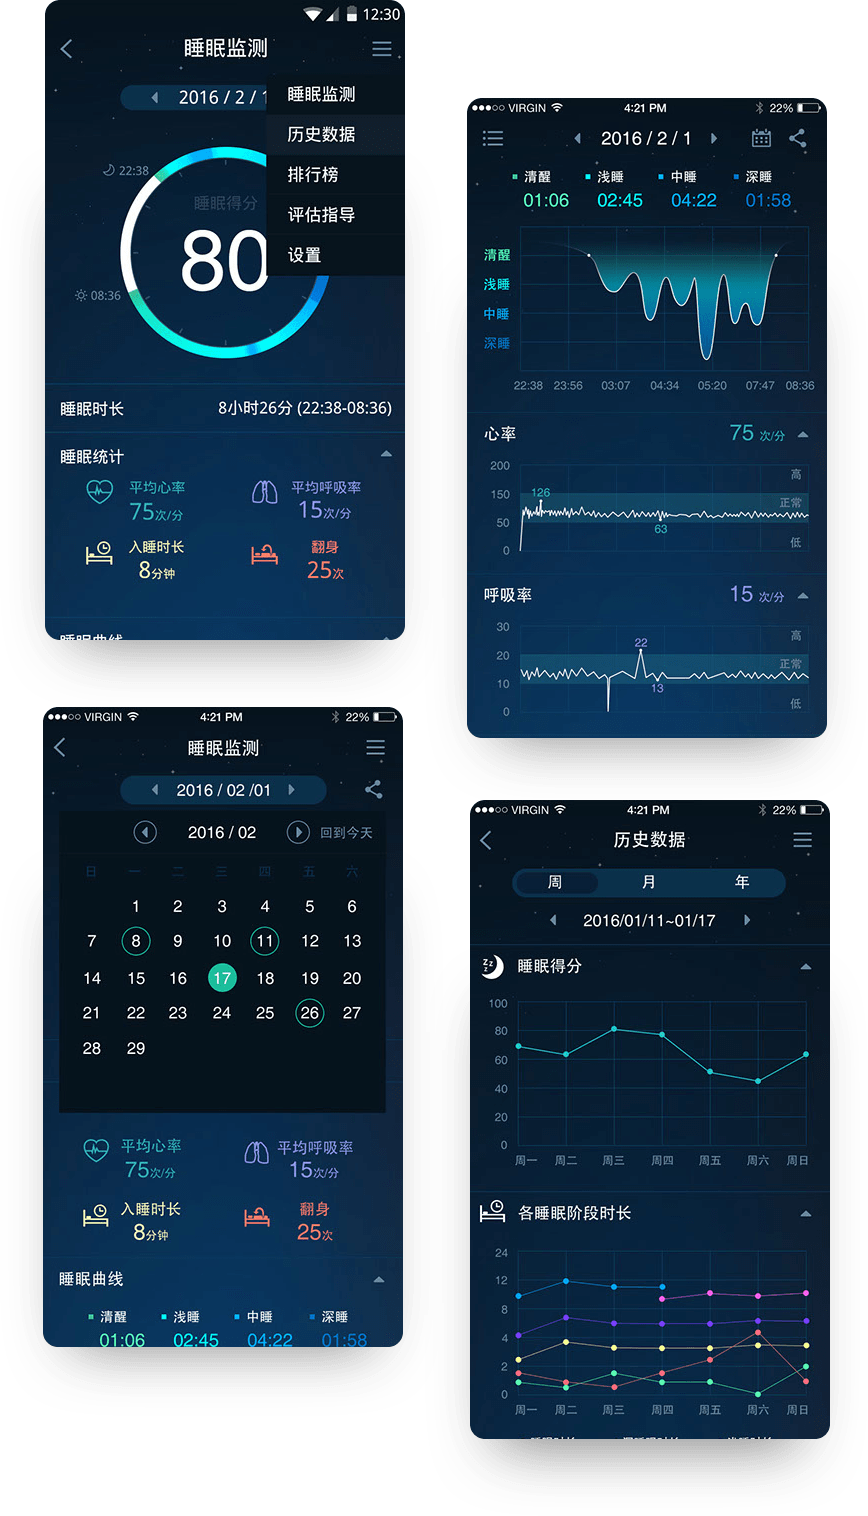 12:30
睡眠监测
2016 / 2 / 1
睡眠监测
历史数据
排行榜
评估指导
设置
22:38
睡眠得分
80
08:36
睡眠时长
8小时26分 (22:38-08:36)
睡眠统计
平均心率
75次/分
平均呼吸率
15次/分
入睡时长
8分钟
翻身
25次
睡眠曲线
VIRGIN
4:21 PM
22%
2016 / 2 / 1
清醒
01:06
浅睡
02:45
中睡
04:22
深睡
01:58
清醒
浅睡
中睡
深睡
22:38 23:56 03:07 04:34 05:20 07:47 08:36
心率
75 次/分
200
150
50
0
126
63
高
正常
低
呼吸率
15 次/分
30
20
10
0
22
13
高
正常
低
VIRGIN
4:21 PM
22%
睡眠监测
2016 / 02 /01
2016 / 02
回到今天
日 一 二 三 四 五 六
1 2 3 4 5 6
7 8 9 10 11 12 13
14 15 16 17 18 19 20
21 22 23 24 25 26 27
28 29
平均心率
75次/分
平均呼吸率
15次/分
入睡时长
8分钟
翻身
25次
睡眠曲线
清醒
01:06
浅睡
02:45
中睡
04:22
深睡
01:58
VIRGIN
4:21 PM
22%
历史数据
周 月 年
2016/01/11~01/17
睡眠得分
100
80
60
40
20
0
周一 周二 周三 周四 周五 周六 周日
各睡眠阶段时长
24
12
8
4
2
0
周一 周二 周三 周四 周五 周六 周日